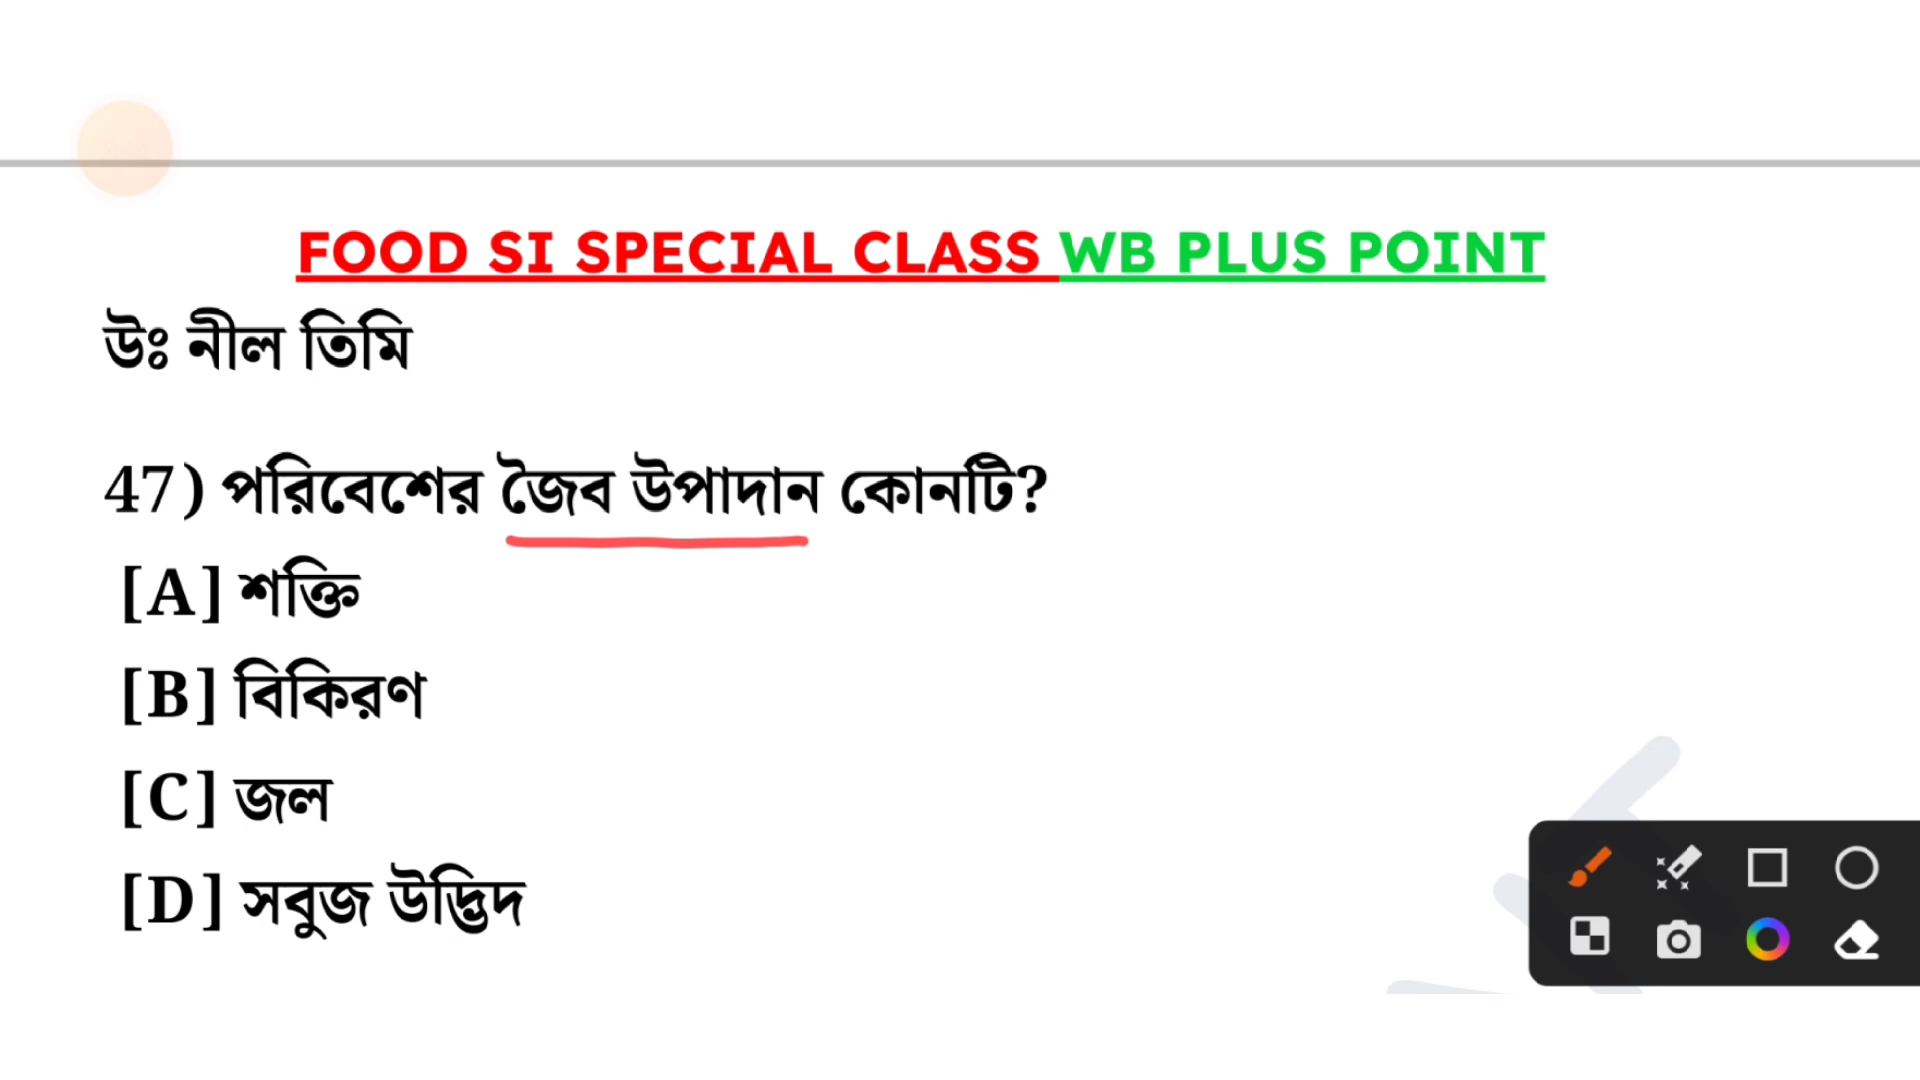 FOOD SI SPECIAL CLASS WB PLUS POINT
উঃ নীল তিমি
47) পরিবেশের জৈব উপাদান কোনটি?
[A] শক্তি
[B] বিকিরণ
[C] জল
[D] সবুজ উদ্ভিদ